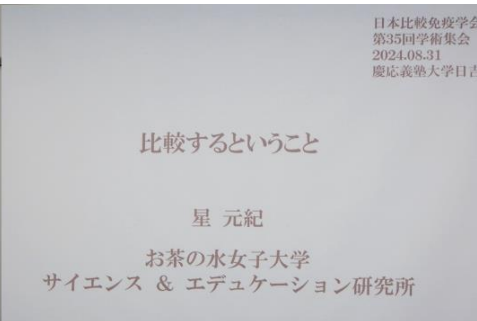 日本比較免疫学会
第35回学術集会
2024.08.31
慶応義塾大学日吉
比較するということ
星 元紀
お茶の水女子大学
サイエンス & エデュケーション研究所